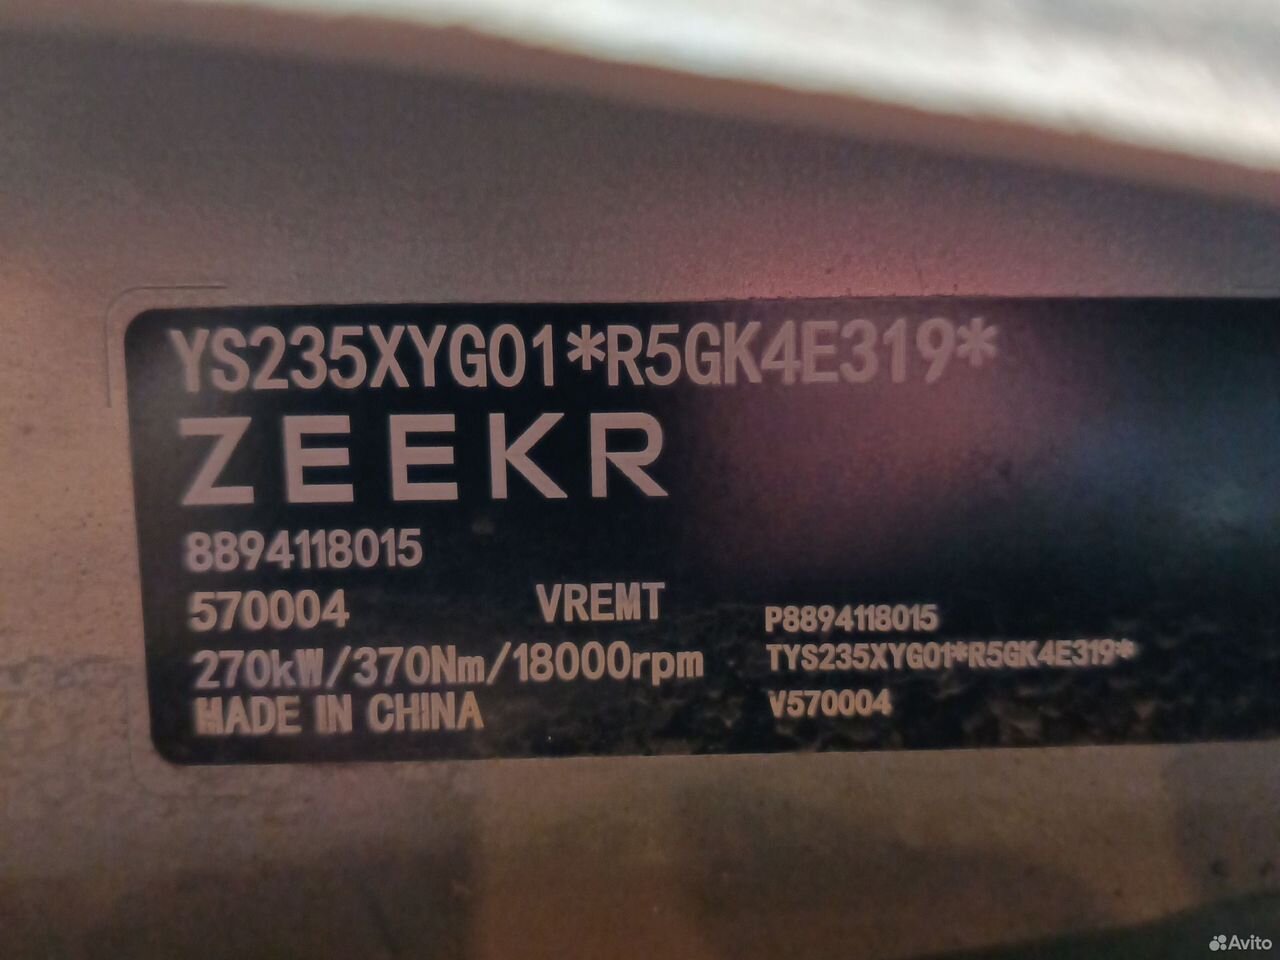 YS235XYG01*R5GK4E319*
ZEEKR
8894118015
570004 VREMT
270kW/370Nm/18000rpm
MADE IN CHINA
P8894118015
TYS235XYG01*R5GK4E319*
V570004
Avito